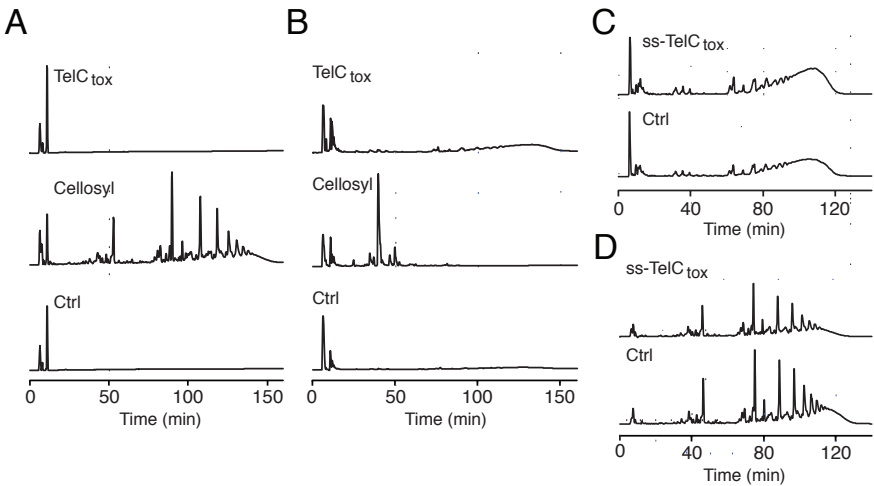 A
TelC tox
Cellosyl
Ctrl
0 50 100 150
Time (min)
B
TelC tox
Cellosyl
Ctrl
0 50 100 150
Time (min)
C
ss-TelC tox
Ctrl
0 40 80 120
Time (min)
D
ss-TelC tox
Ctrl
0 40 80 120
Time (min)